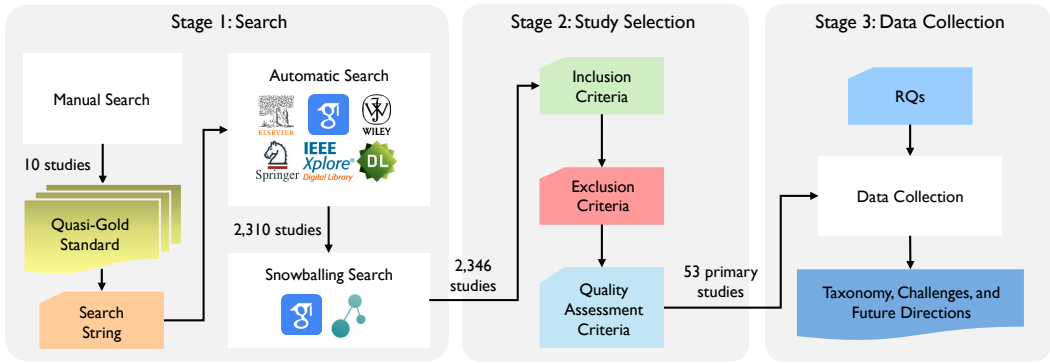 Stage 1: Search
Manual Search
10 studies
Quasi-Gold
Standard
Search
String
Automatic Search
ELSEVIER
WILEY
Springer
IEEE
Xplore®
Digital Library
DL
2,310 studies
Snowballing Search
2,346
studies
Stage 2: Study Selection
Inclusion
Criteria
Exclusion
Criteria
Quality
Assessment
Criteria
53 primary
studies
Stage 3: Data Collection
RQs
Data Collection
Taxonomy, Challenges, and
Future Directions